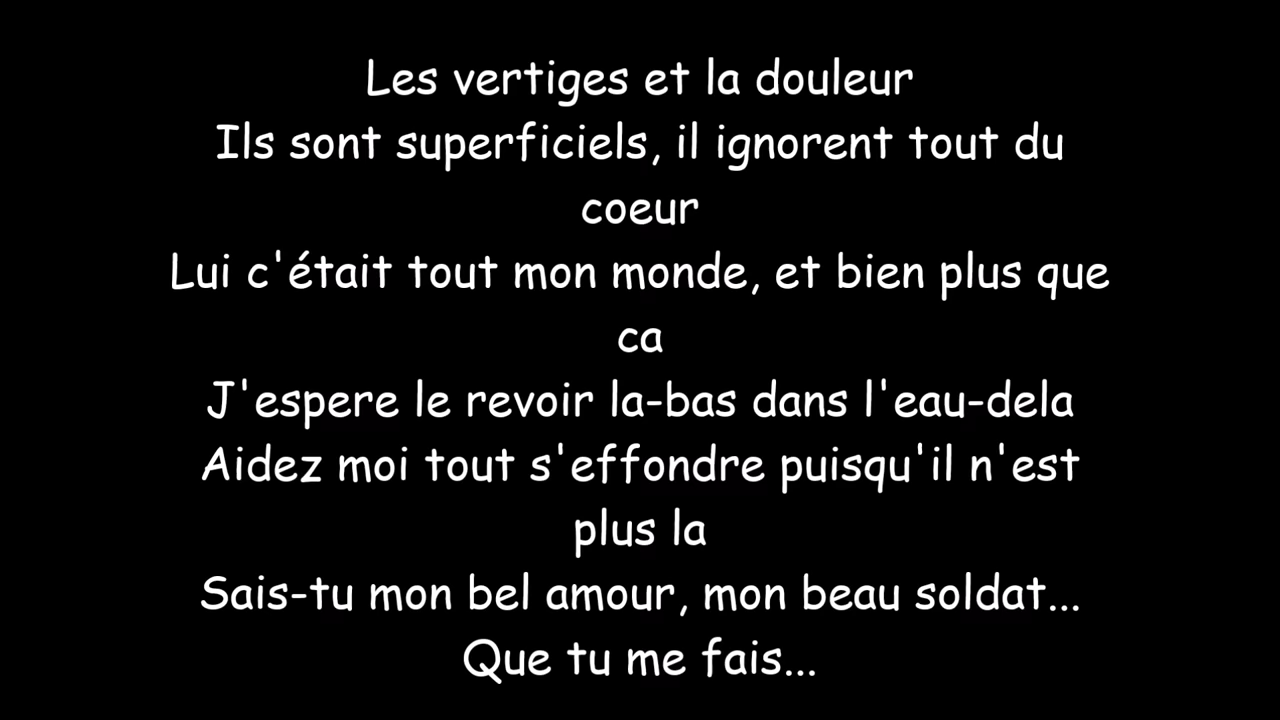 Les vertiges et la douleur
Ils sont superficiels, il ignorent tout du
coeur
Lui c'était tout mon monde, et bien plus que
ca
J'espere le revoir la-bas dans l'eau-dela
Aidez moi tout s'effondre puisqu'il n'est
plus la
Sais-tu mon bel amour, mon beau soldat...
Que tu me fais...